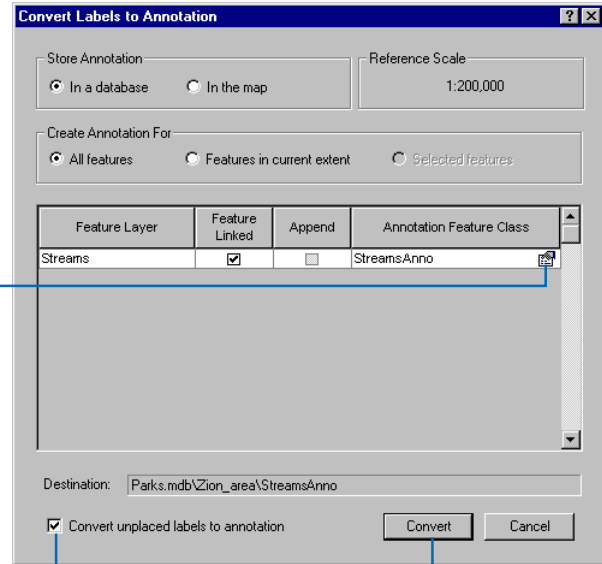 Convert Labels to Annotation
Store Annotation
In a database
In the map
Reference Scale
1:200,000
Create Annotation For
All features
Features in current extent
Selected features
Feature Layer
Feature Linked
Append
Annotation Feature Class
Streams
StreamsAnno
Destination: Parks.mdb\Zion_area\StreamsAnno
Convert unplaced labels to annotation
Convert
Cancel